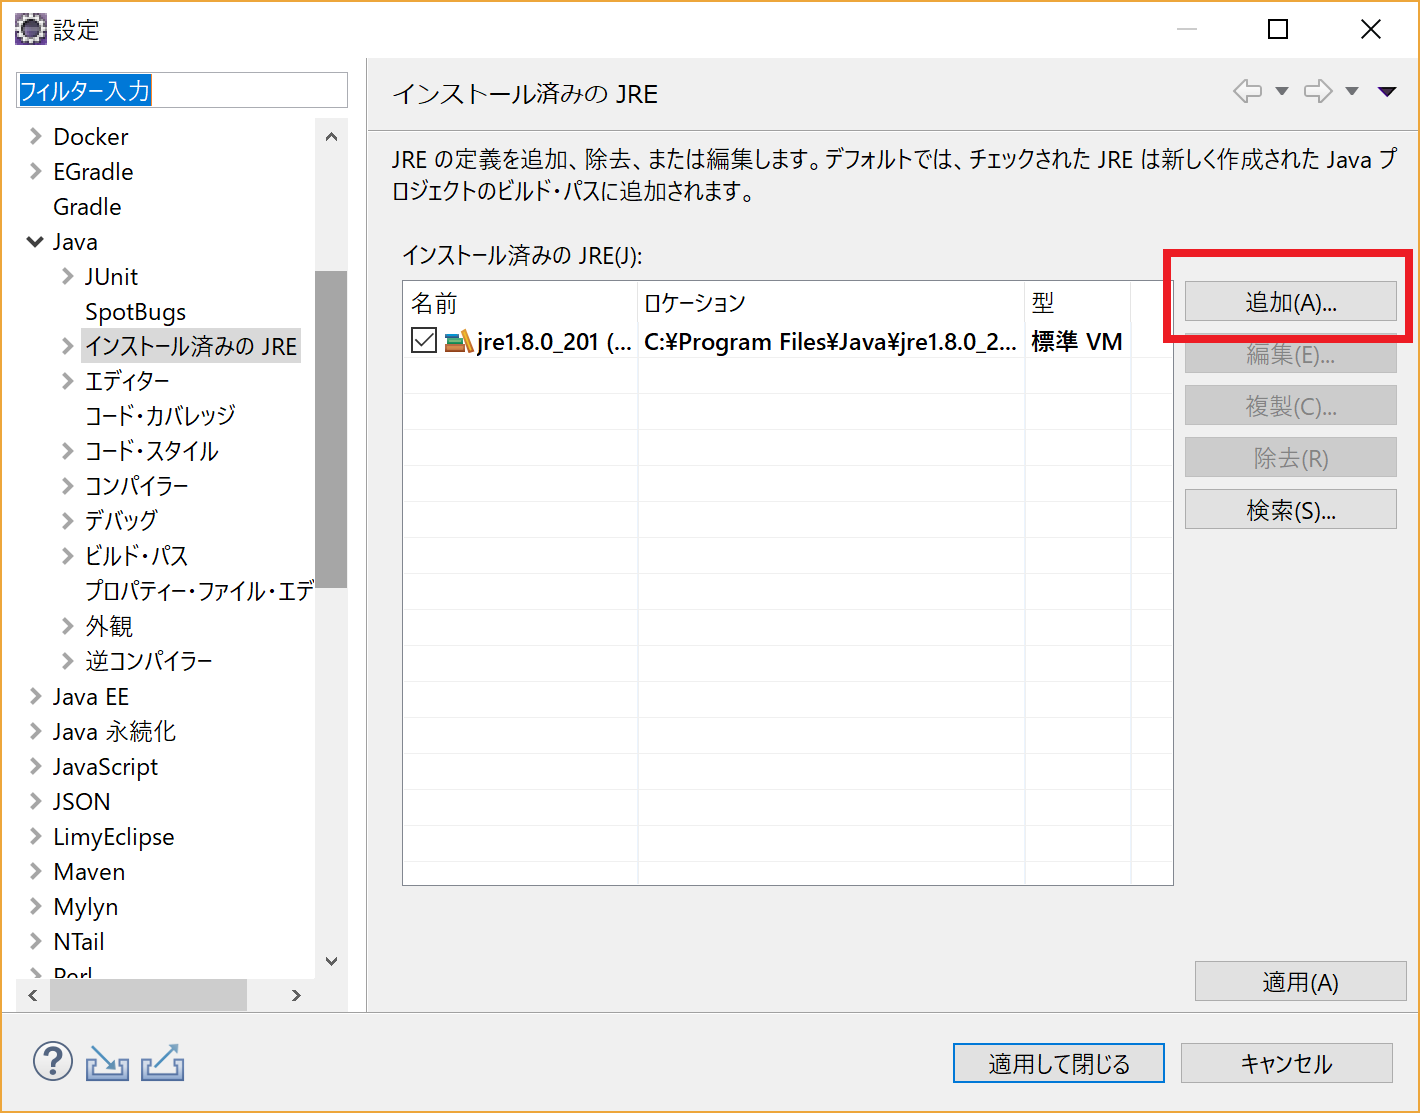 設定
フィルター入力
Docker
EGradle
Gradle
Java
JUnit
SpotBugs
インストール済みの JRE
エディター
コード・カバレッジ
コード・スタイル
コンパイラー
デバッグ
ビルド・パス
プロパティー・ファイル・エデ
外観
逆コンパイラー
Java EE
Java 永続化
JavaScript
JSON
LimyEclipse
Maven
Mylyn
NTail
Perl
インストール済みの JRE
JRE の定義を追加、除去、または編集します。デフォルトでは、チェックされた JRE は新しく作成された Java プ
ロジェクトのビルド・パスに追加されます。
インストール済みの JRE(J):
名前 ロケーション 型
jre1.8.0_201 (... C:¥Program Files¥Java¥jre1.8.0_2... 標準 VM
追加(A)...
編集(E)...
複製(C)...
除去(R)
検索(S)...
適用(A)
適用して閉じる キャンセル